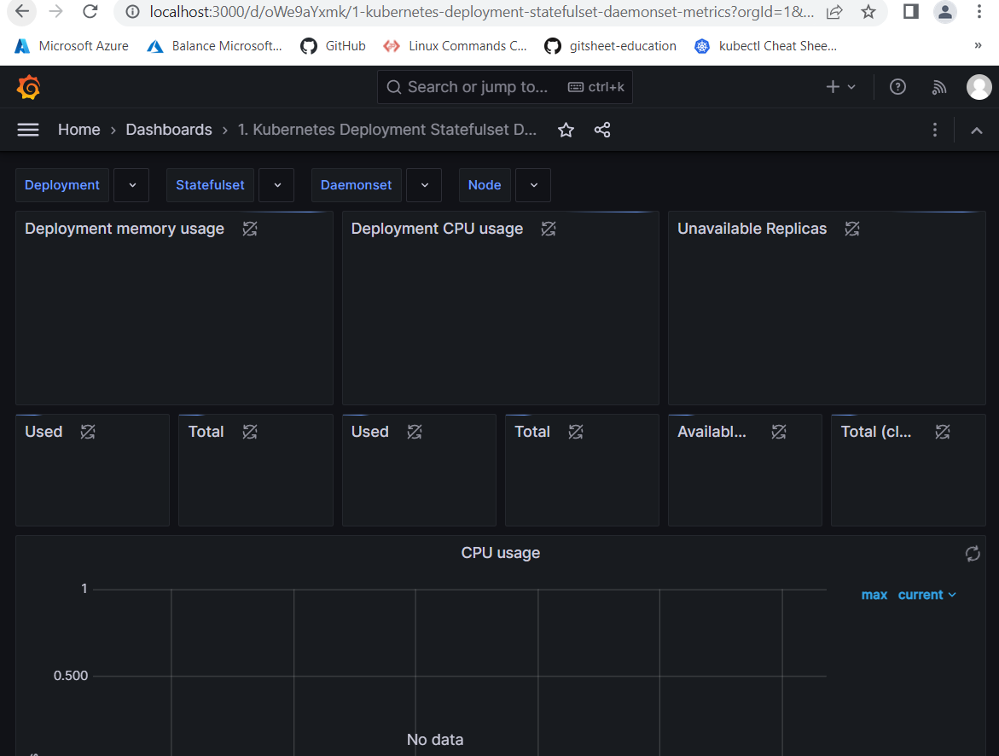 localhost:3000/d/oWe9aYxmk/1-kubernetes-deployment-statefulset-daemonset-metrics?orgId=1&...
Microsoft Azure Balance Microsoft... GitHub Linux Commands C... gitsheet-education kubectl Cheat Shee... »
Search or jump to... ctrl+k
Home › Dashboards › 1. Kubernetes Deployment Statefulset D...
Deployment Statefulset Daemonset Node
Deployment memory usage Deployment CPU usage Unavailable Replicas
Used Total Used Total Availabl... Total (cl...
CPU usage
1
max current
0.500
No data